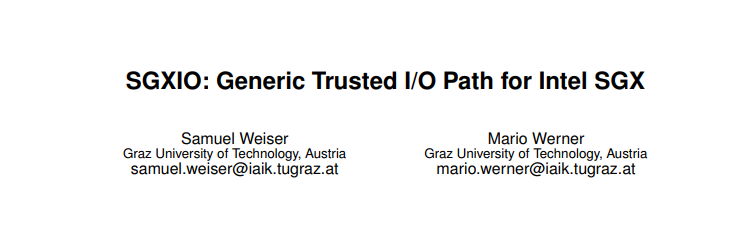 SGXIO: Generic Trusted I/O Path for Intel SGX
Samuel Weiser
Graz University of Technology, Austria
samuel.weiser@iaik.tugraz.at
Mario Werner
Graz University of Technology, Austria
mario.werner@iaik.tugraz.at